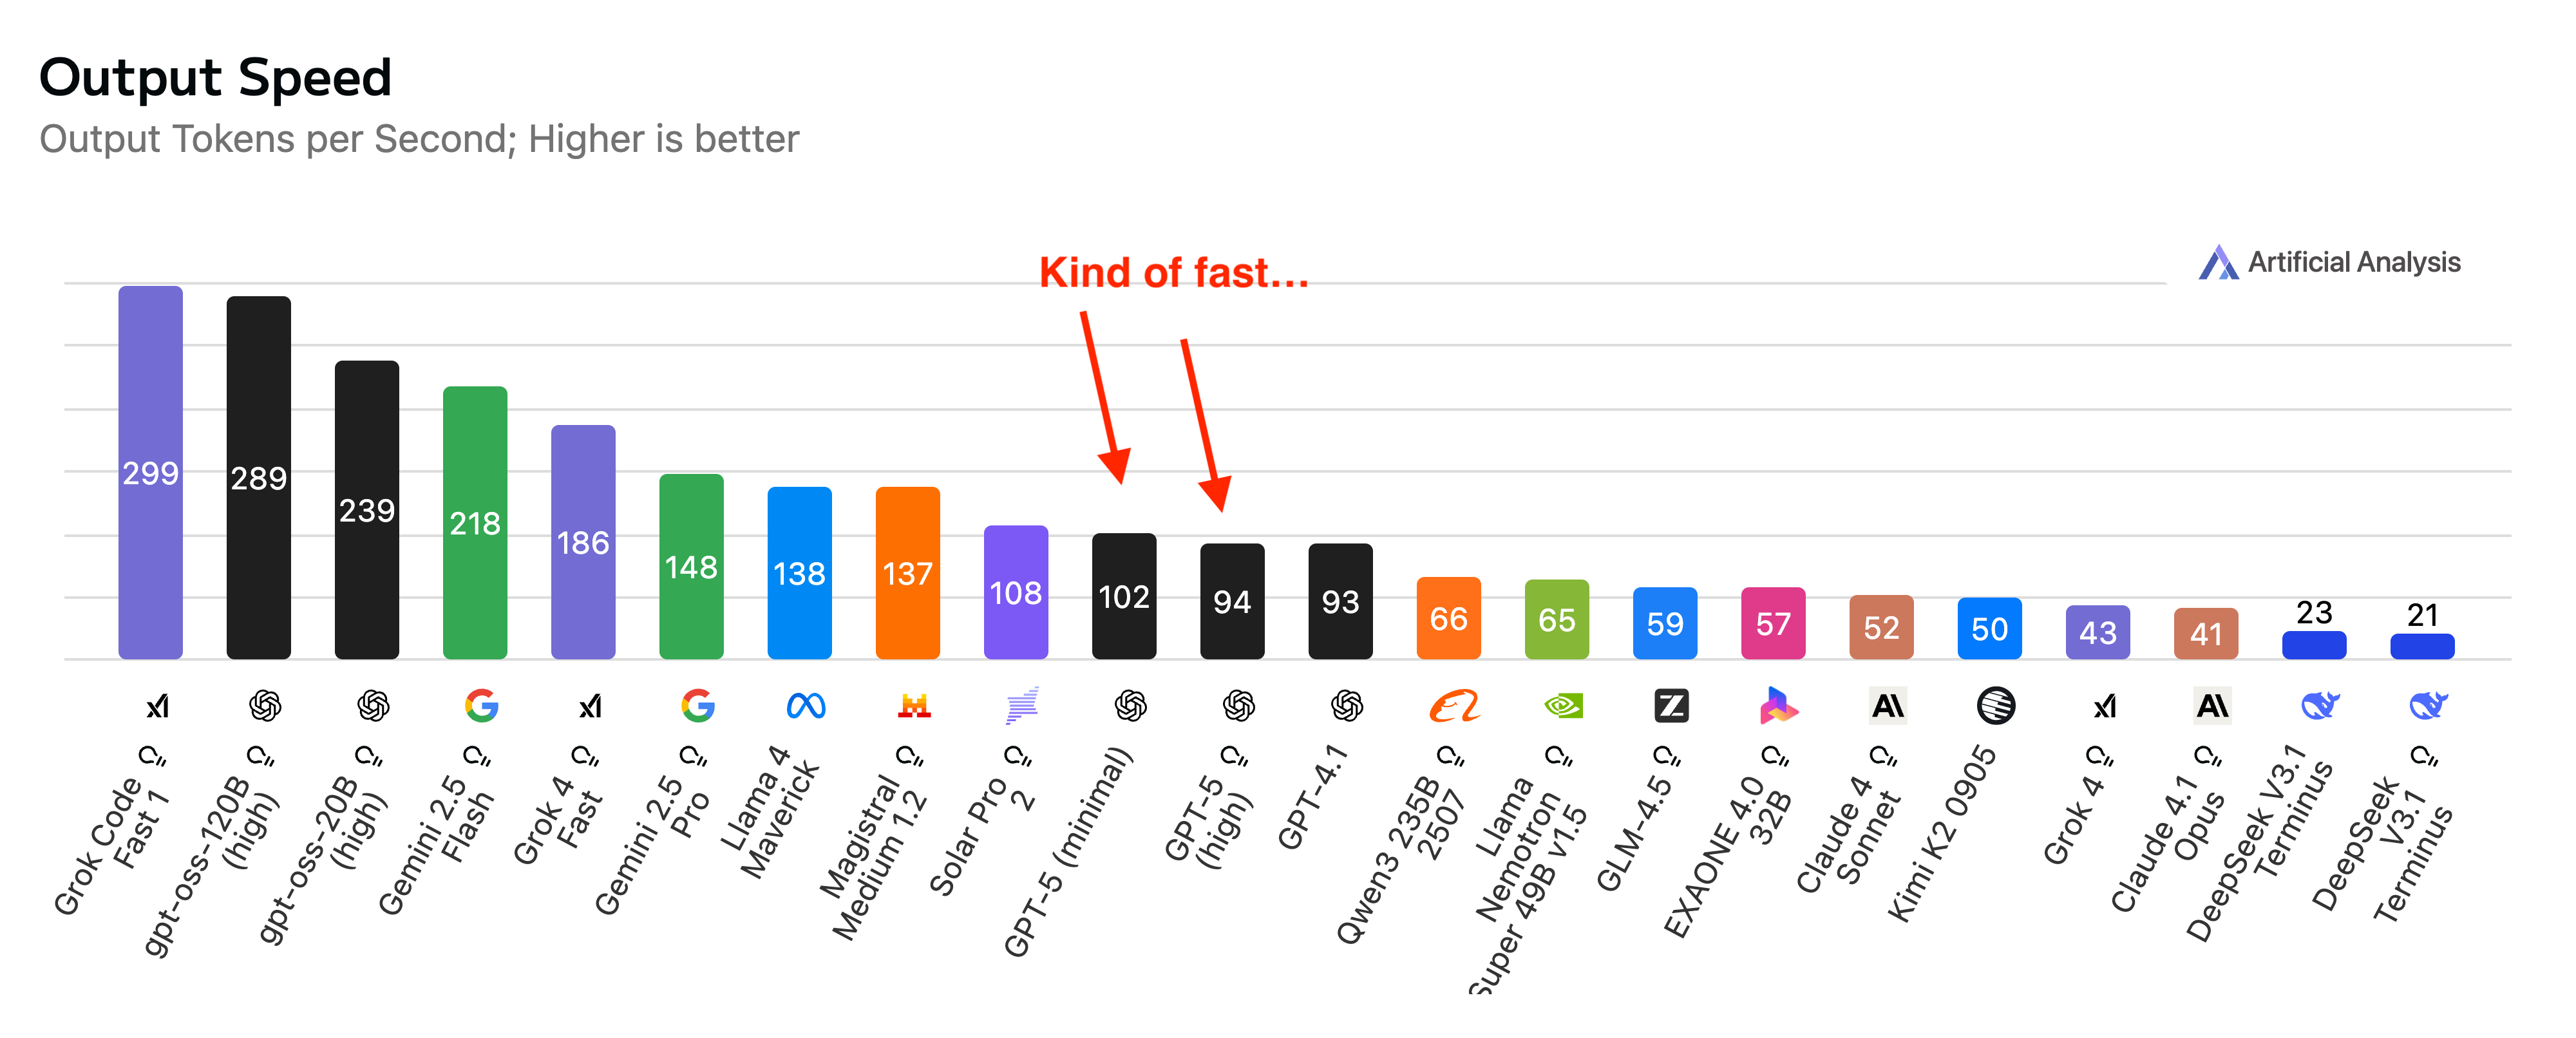 Output Speed
Output Tokens per Second; Higher is better
Kind of fast...
Artificial Analysis
299
289
239
218
186
148
138
137
108
102
94
93
66
65
59
57
52
50
43
41
23
21
Grok Code
Fast 1
gpt-oss-120B
(high)
gpt-oss-20B
(high)
Gemini 2.5
Flash
Grok 4
Fast
Gemini 2.5
Pro
Llama 4
Maverick
Magistral
Medium 1.2
Solar Pro
2
GPT-5 (minimal)
GPT-5
(high)
GPT-4.1
Qwen3 235B
2507
Llama
Nemotron
Super 49B v1.5
GLM-4.5
EXAONE 4.0
32B
Claude 4
Sonnet
Kimi K2 0905
Grok 4
Claude 4.1
Opus
DeepSeek V3.1
Terminus
DeepSeek
V3.1
Terminus